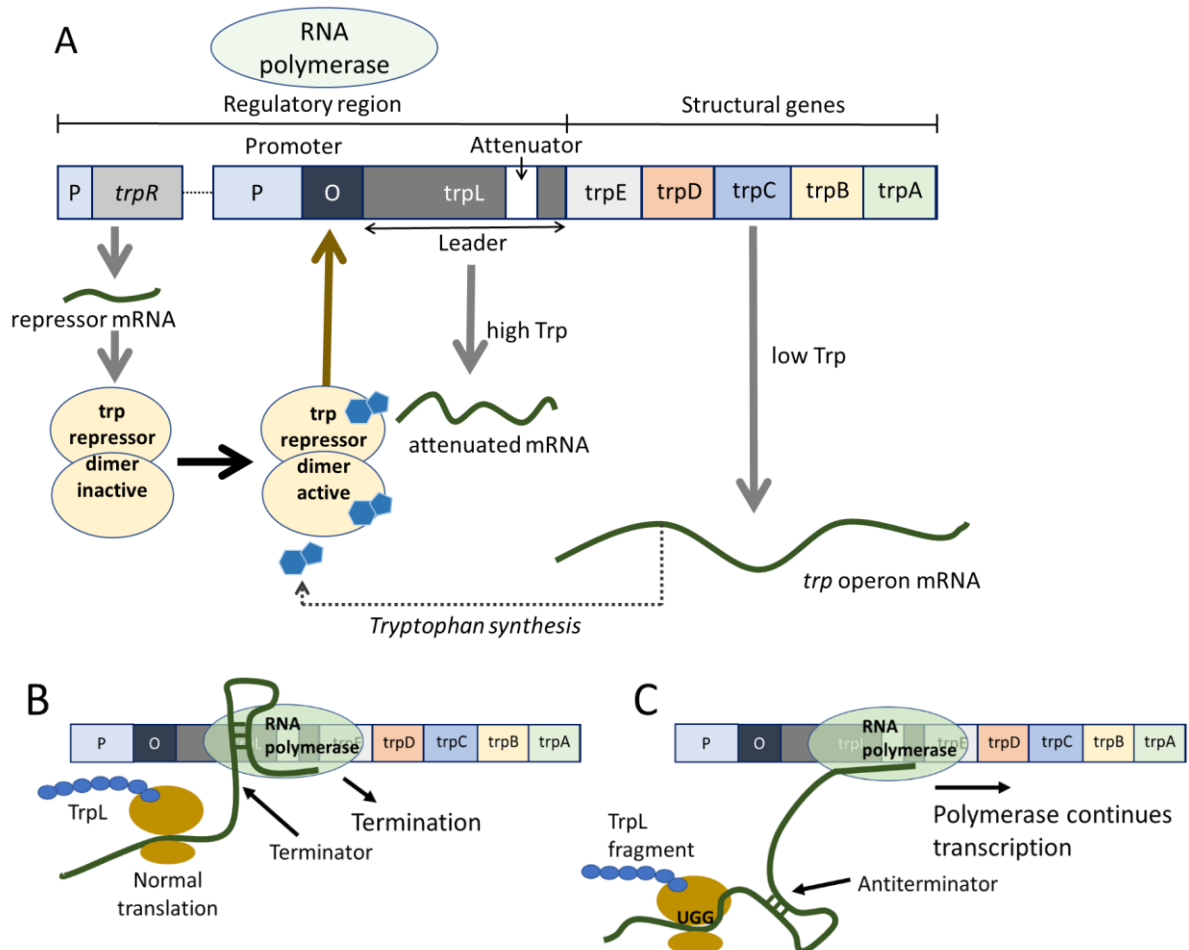 A
RNA
polymerase
Regulatory region
Structural genes
Promoter
Attenuator
P
trpR
P
O
trpL
trpE
trpD
trpC
trpB
trpA
Leader
repressor mRNA
high Trp
low Trp
trp
repressor
dimer
inactive
trp
repressor
dimer
active
attenuated mRNA
trp operon mRNA
Tryptophan synthesis
B
P
O
RNA
polymerase
trpE
trpD
trpC
trpB
trpA
TrpL
Termination
Terminator
Normal
translation
C
P
O
trpL
RNA
polymerase
trpE
trpD
trpC
trpB
trpA
Polymerase continues
transcription
TrpL
fragment
Antiterminator
UGG